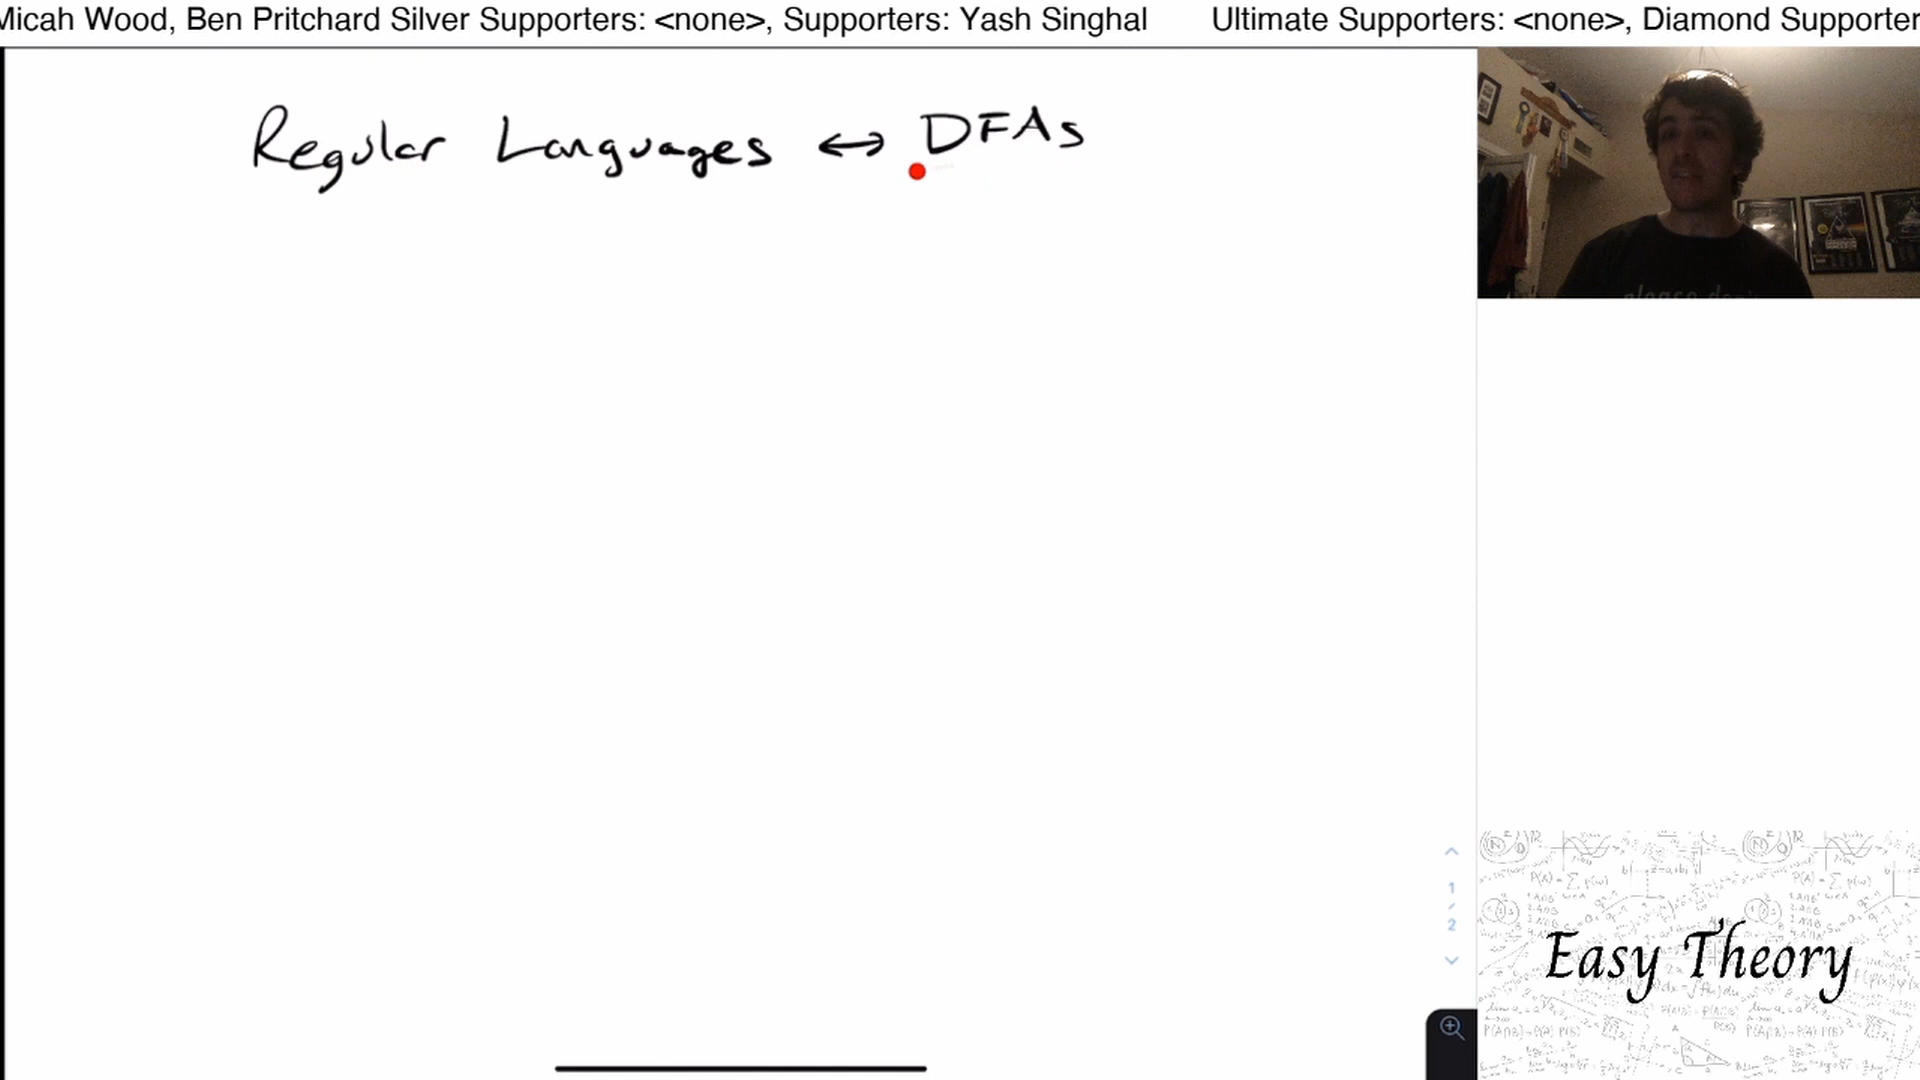 Micah Wood, Ben Pritchard Silver Supporters: <none>, Supporters: Yash Singhal Ultimate Supporters: <none>, Diamond Supporter
Regular Languages ↔ DFAs
1
2
Easy Theory